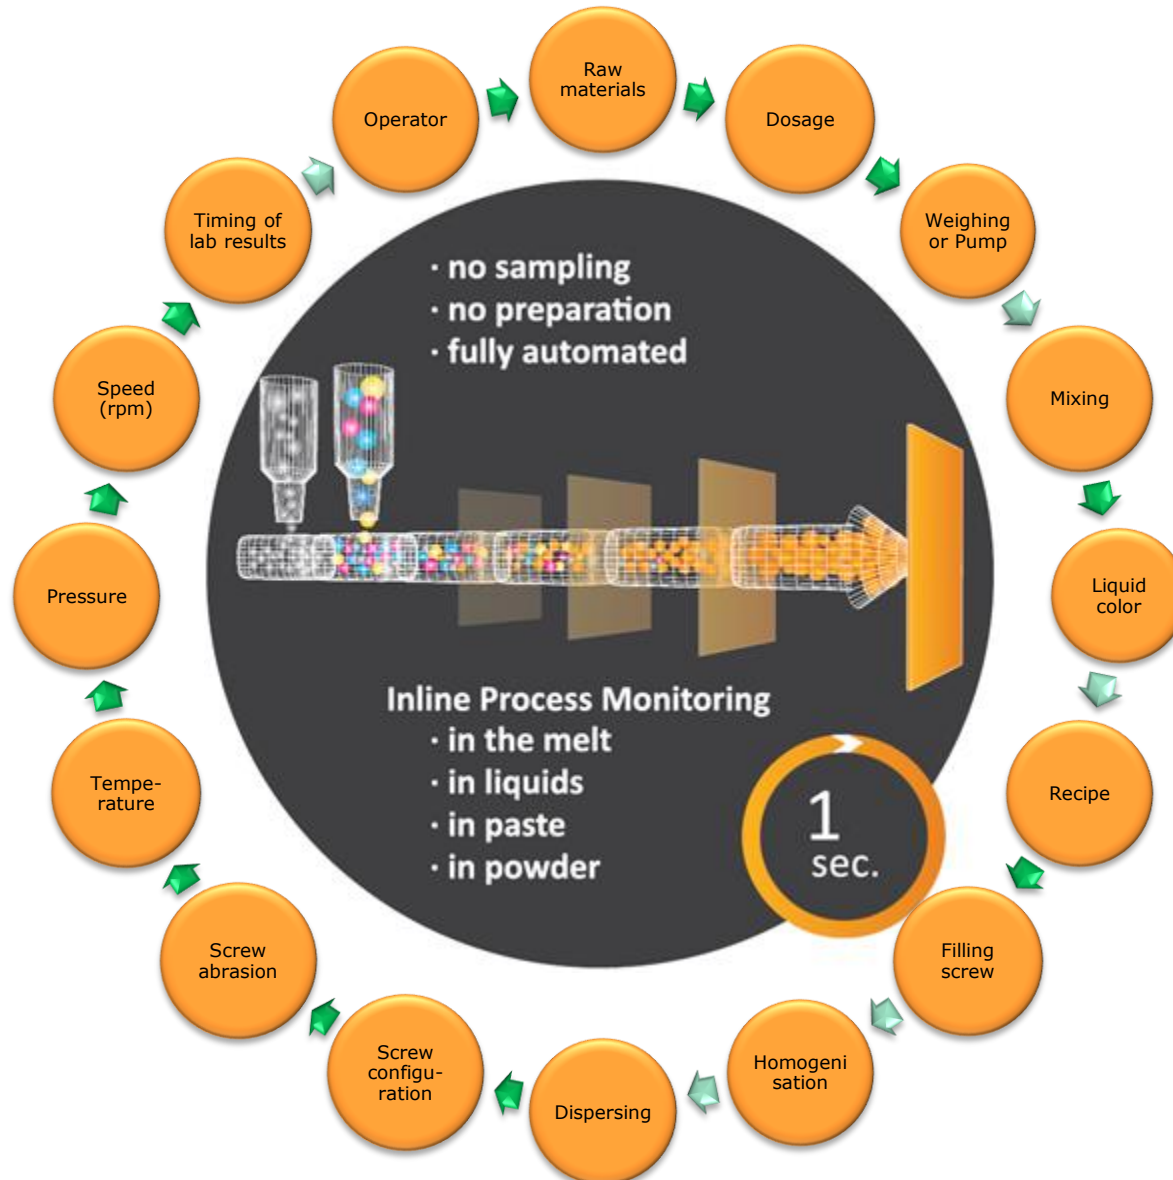 Raw
materials
Dosage
Weighing
or Pump
Mixing
Liquid
color
Recipe
Filling
screw
Homogeni
sation
Dispersing
Screw
configu-
ration
Screw
abrasion
Tempe-
rature
Pressure
Speed
(rpm)
Timing of
lab results
Operator
· no sampling
· no preparation
· fully automated
Inline Process Monitoring
· in the melt
· in liquids
· in paste
· in powder
1
sec.